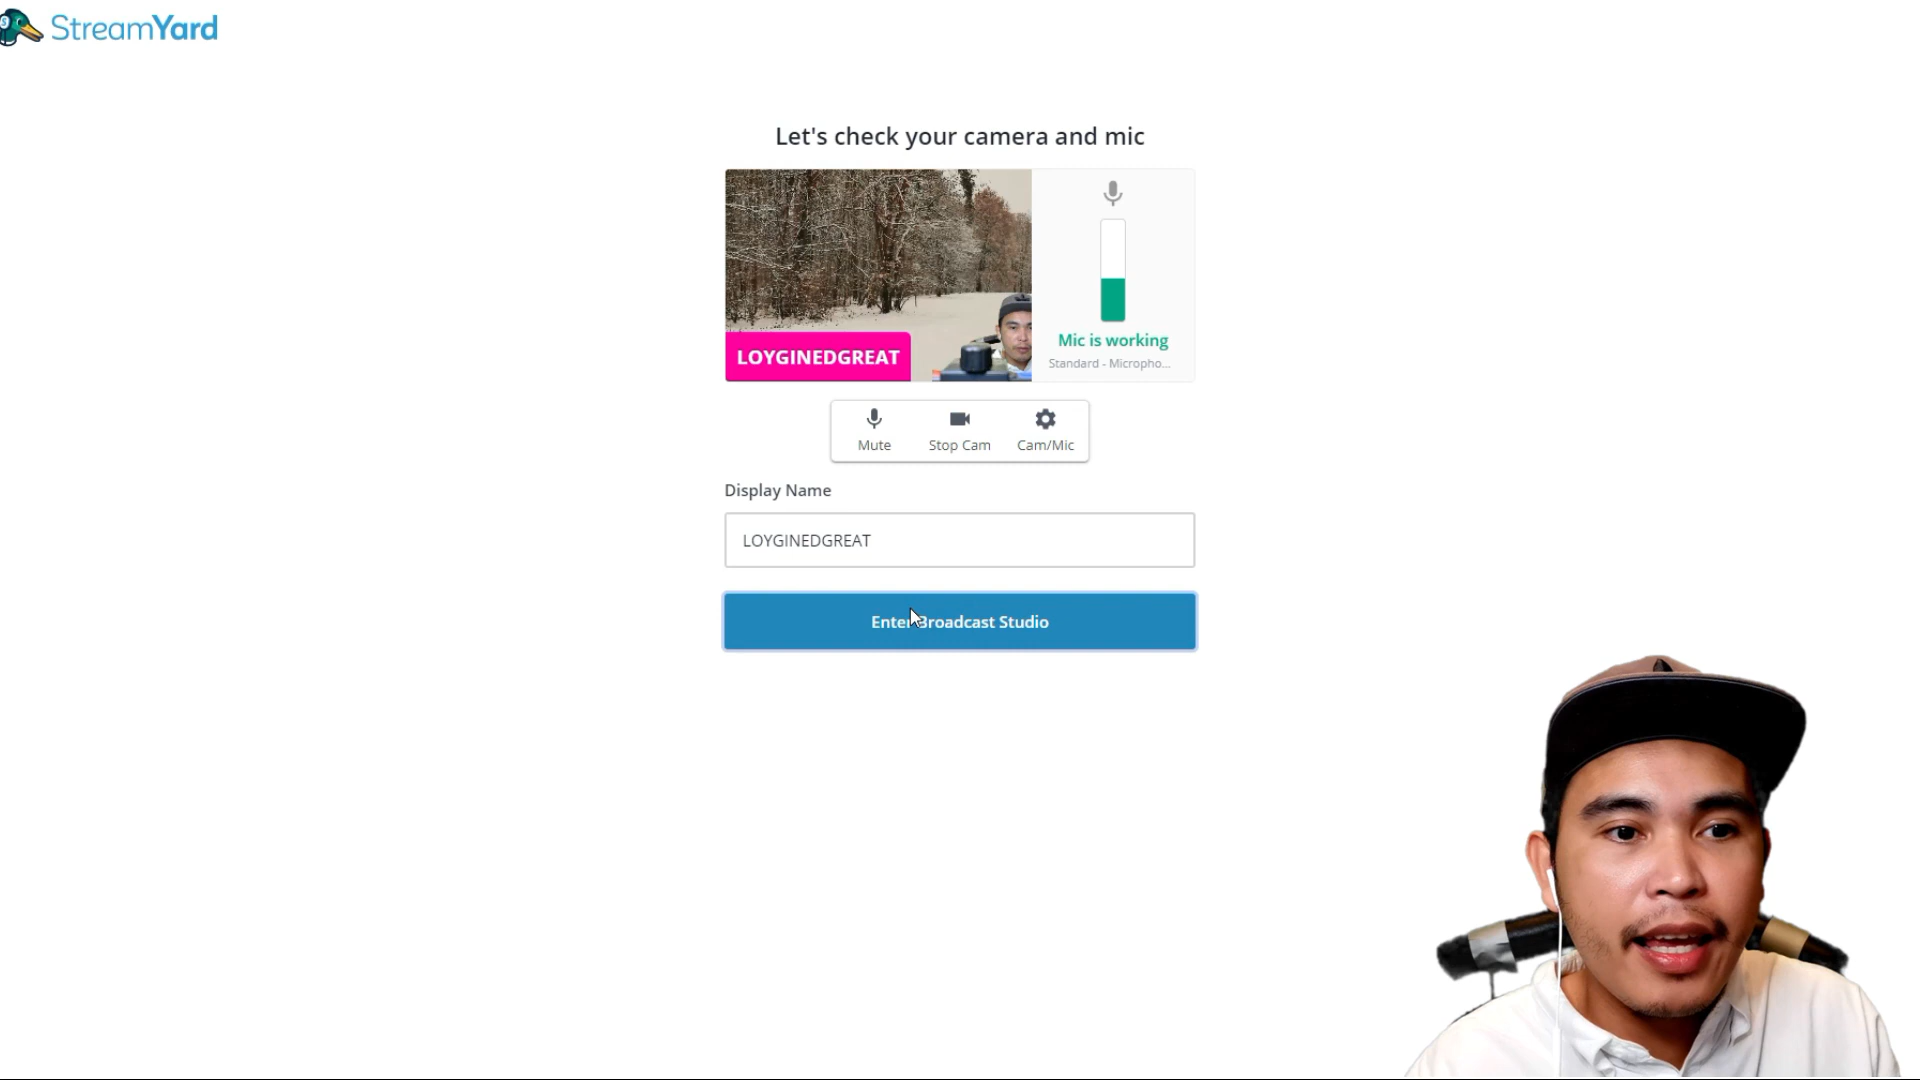 StreamYard
Let's check your camera and mic
LOYGINEDGREAT
Mic is working
Standard - Micropho...
Mute
Stop Cam
Cam/Mic
Display Name
LOYGINEDGREAT
Enter Broadcast Studio